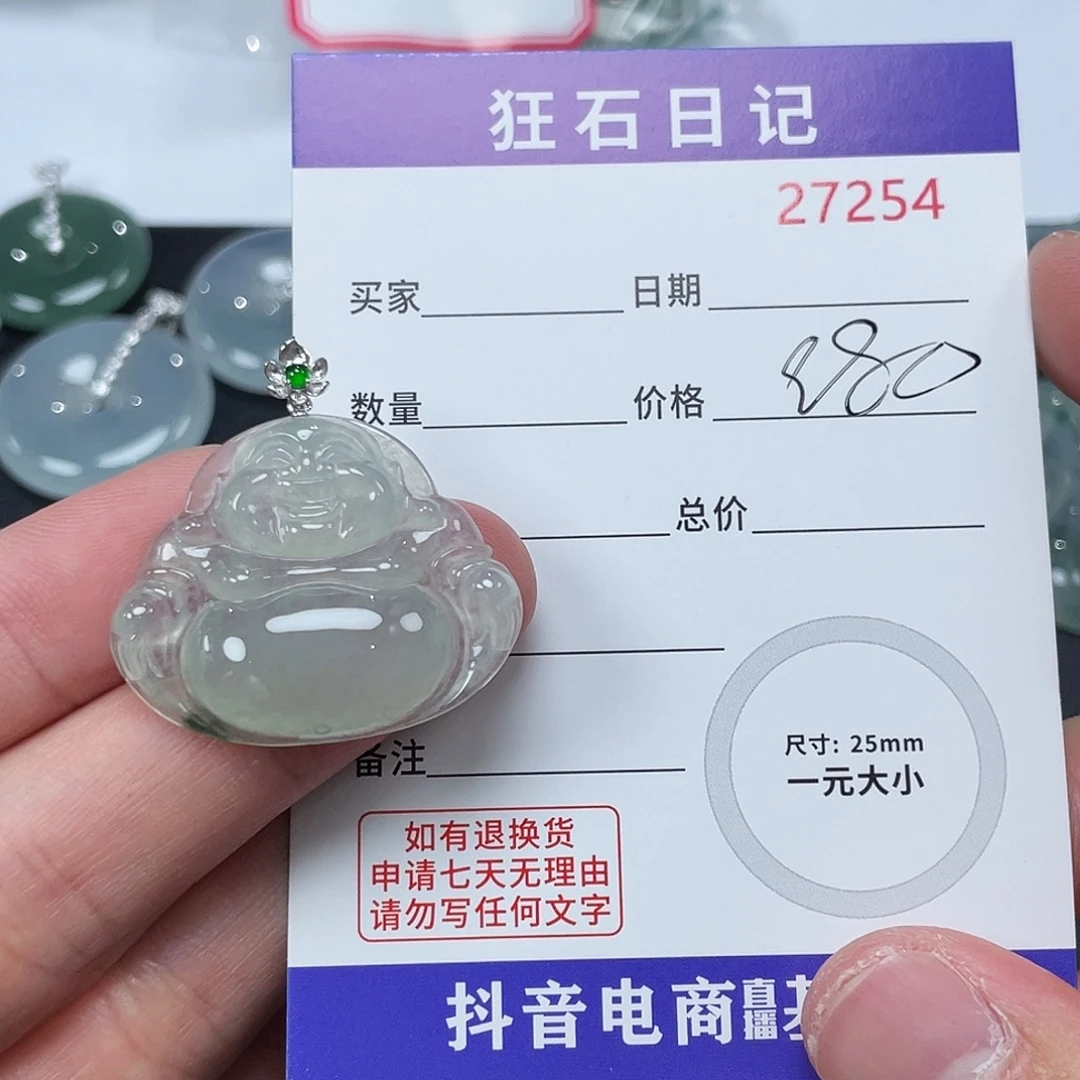 狂石日记
27254
买家 日期
数量 价格
总价
备注
尺寸: 25mm
一元大小
如有退换货
申请七天无理由
请勿写任何文字
抖音电商直播